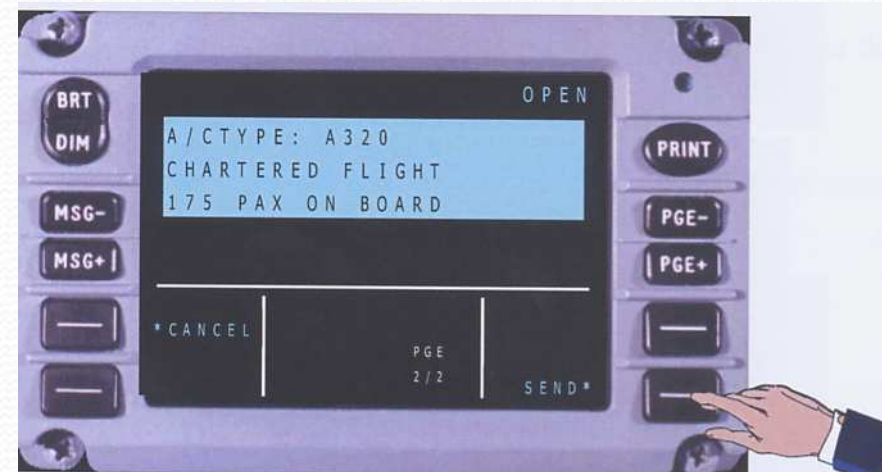 BRT
DIM
MSG-
MSG+
OPEN
A/CTYPE: A320
CHARTERED FLIGHT
175 PAX ON BOARD
*CANCEL
PGE
2/2
SEND*
PRINT
PGE-
PGE+